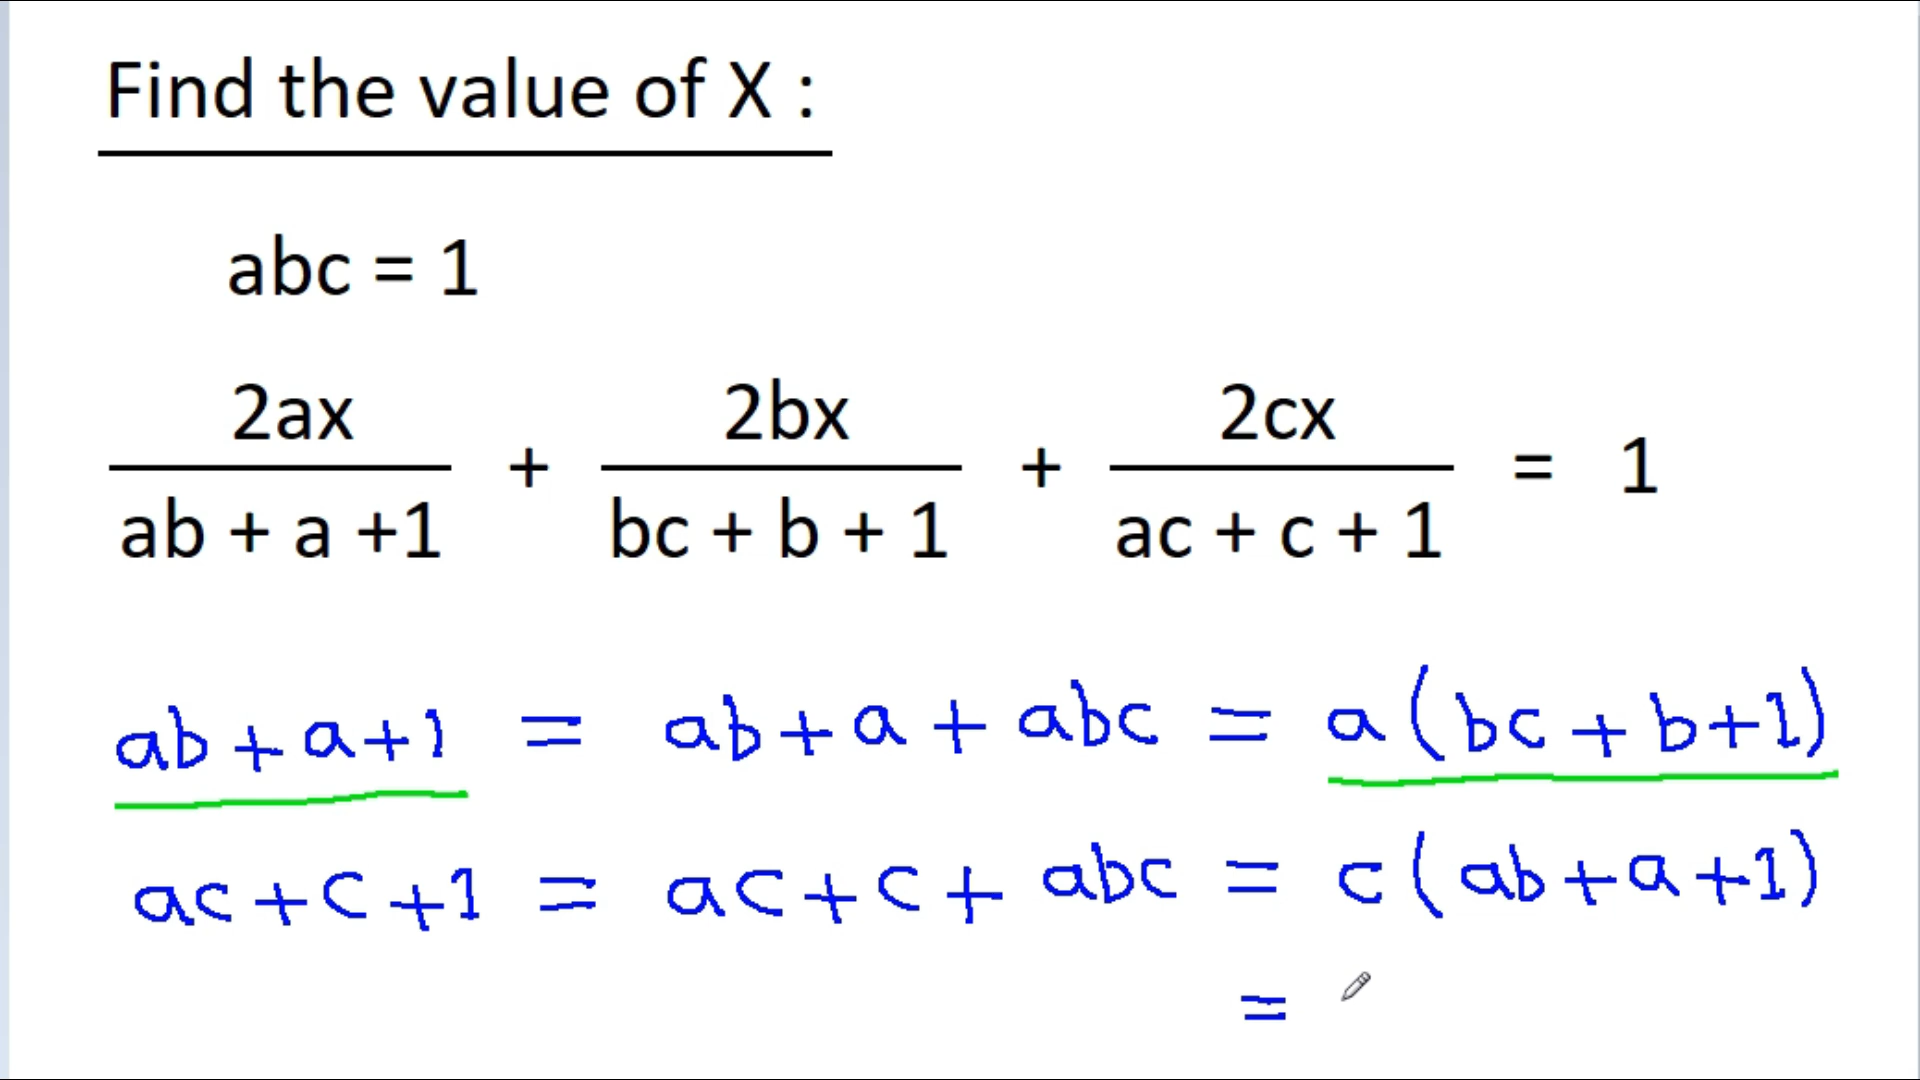 Find the value of X :
abc = 1
2ax / ab + a +1 + 2bx / bc + b + 1 + 2cx / ac + c + 1 = 1
ab + a + 1 = ab + a + abc = a (bc + b + 1)
ac + c + 1 = ac + c + abc = c (ab + a + 1)
=